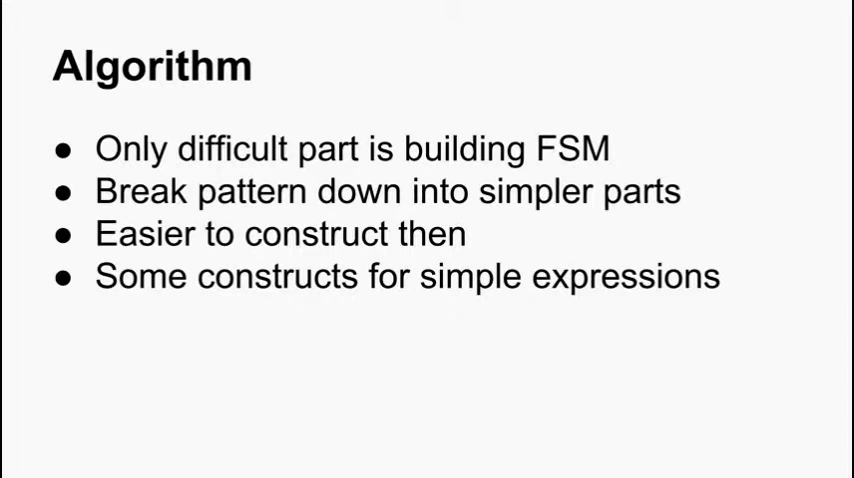 Algorithm
● Only difficult part is building FSM
● Break pattern down into simpler parts
● Easier to construct then
● Some constructs for simple expressions